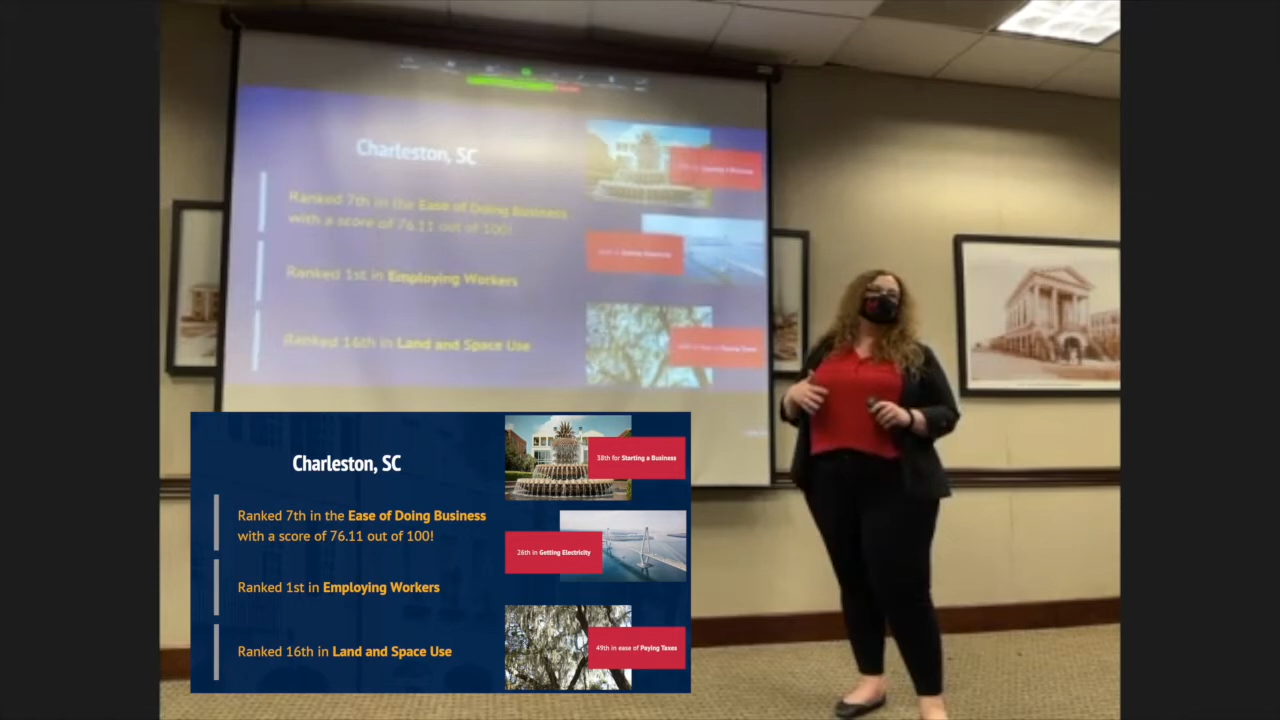 Charleston, SC
Ranked 7th in the Ease of Doing Business
with a score of 76.11 out of 100!
Ranked 1st in Employing Workers
Ranked 16th in Land and Space Use
Charleston, SC
Ranked 7th in the Ease of Doing Business
with a score of 76.11 out of 100!
Ranked 1st in Employing Workers
Ranked 16th in Land and Space Use
38th for Starting a Business
26th in Getting Electricity
49th in ease of Paying Taxes